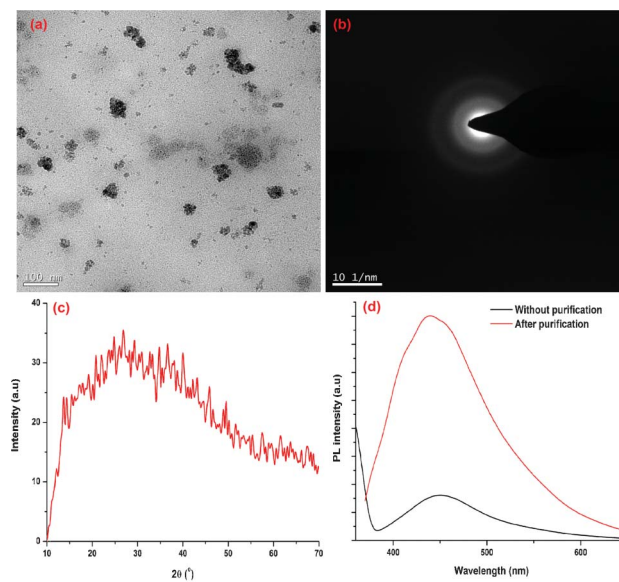 (a)
100 nm
(b)
10 1/nm
(c)
Intensity (a.u)
40
30
20
10
0
10 20 30 40 50 60 70
2θ (°)
(d)
Without purification
After purification
PL intensity (a.u)
400 500 600
Wavelength (nm)